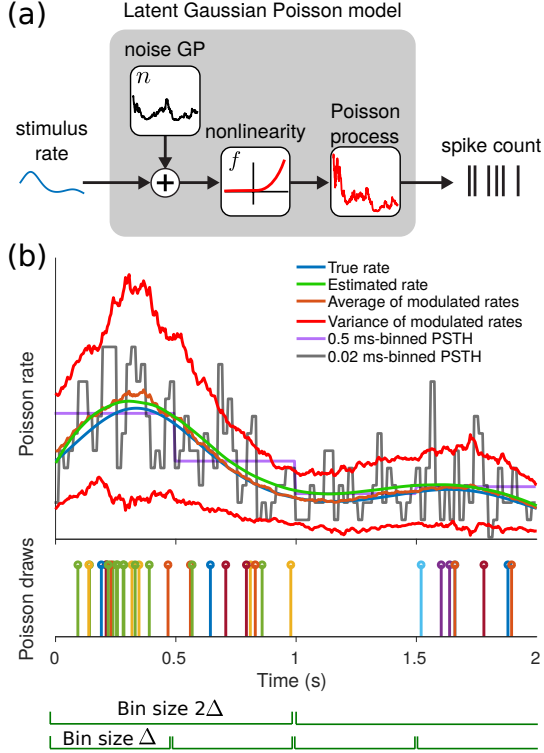 (a)
Latent Gaussian Poisson model
noise GP
n
stimulus
rate
+
nonlinearity
f
Poisson
process
spike count
(b)
True rate
Estimated rate
Average of modulated rates
Variance of modulated rates
0.5 ms-binned PSTH
0.02 ms-binned PSTH
Poisson rate
Poisson draws
0
0.5
1
1.5
2
Time (s)
Bin size 2Δ
Bin size Δ